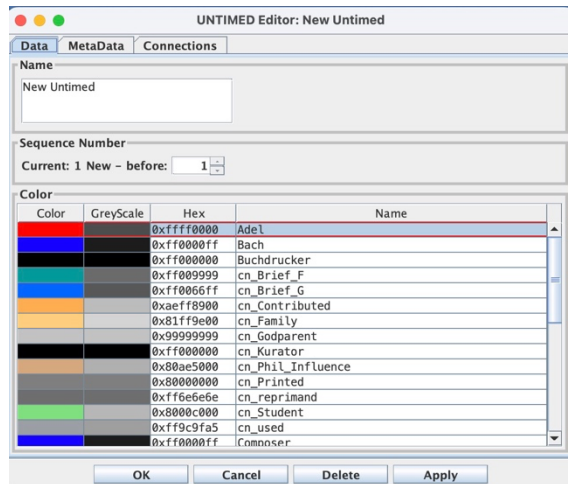 UNTIMED Editor: New Untimed
Data MetaData Connections
Name
New Untimed
Sequence Number
Current: 1 New – before: 1
Color
Color GreyScale Hex Name
0xffff0000 Adel
0xff0000ff Bach
0xff000000 Buchdrucker
0xff009999 cn_Brief_F
0xff0066ff cn_Brief_G
0xaeff8900 cn_Contributed
0x81ff9e00 cn_Family
0x99999999 cn_Godparent
0xff000000 cn_Kurator
0x80ae5000 cn_Phil_Influence
0x80000000 cn_Printed
0xff6e6e6e cn_reprimand
0x8000c000 cn_Student
0xff9c9fa5 cn_used
0xff0000ff Composer
OK Cancel Delete Apply